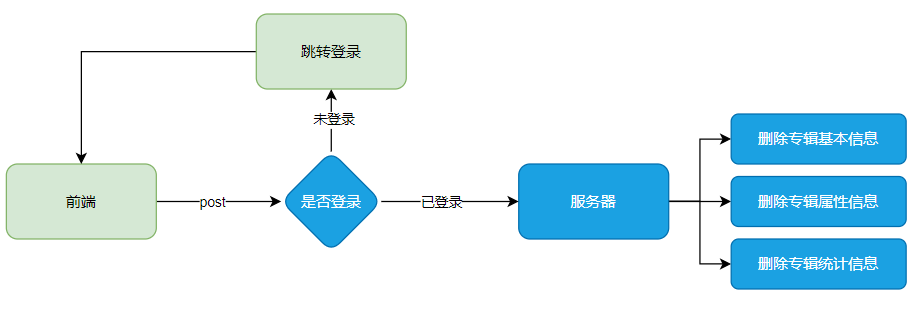 跳转登录
未登录
前端
post
是否登录
已登录
服务器
删除专辑基本信息
删除专辑属性信息
删除专辑统计信息